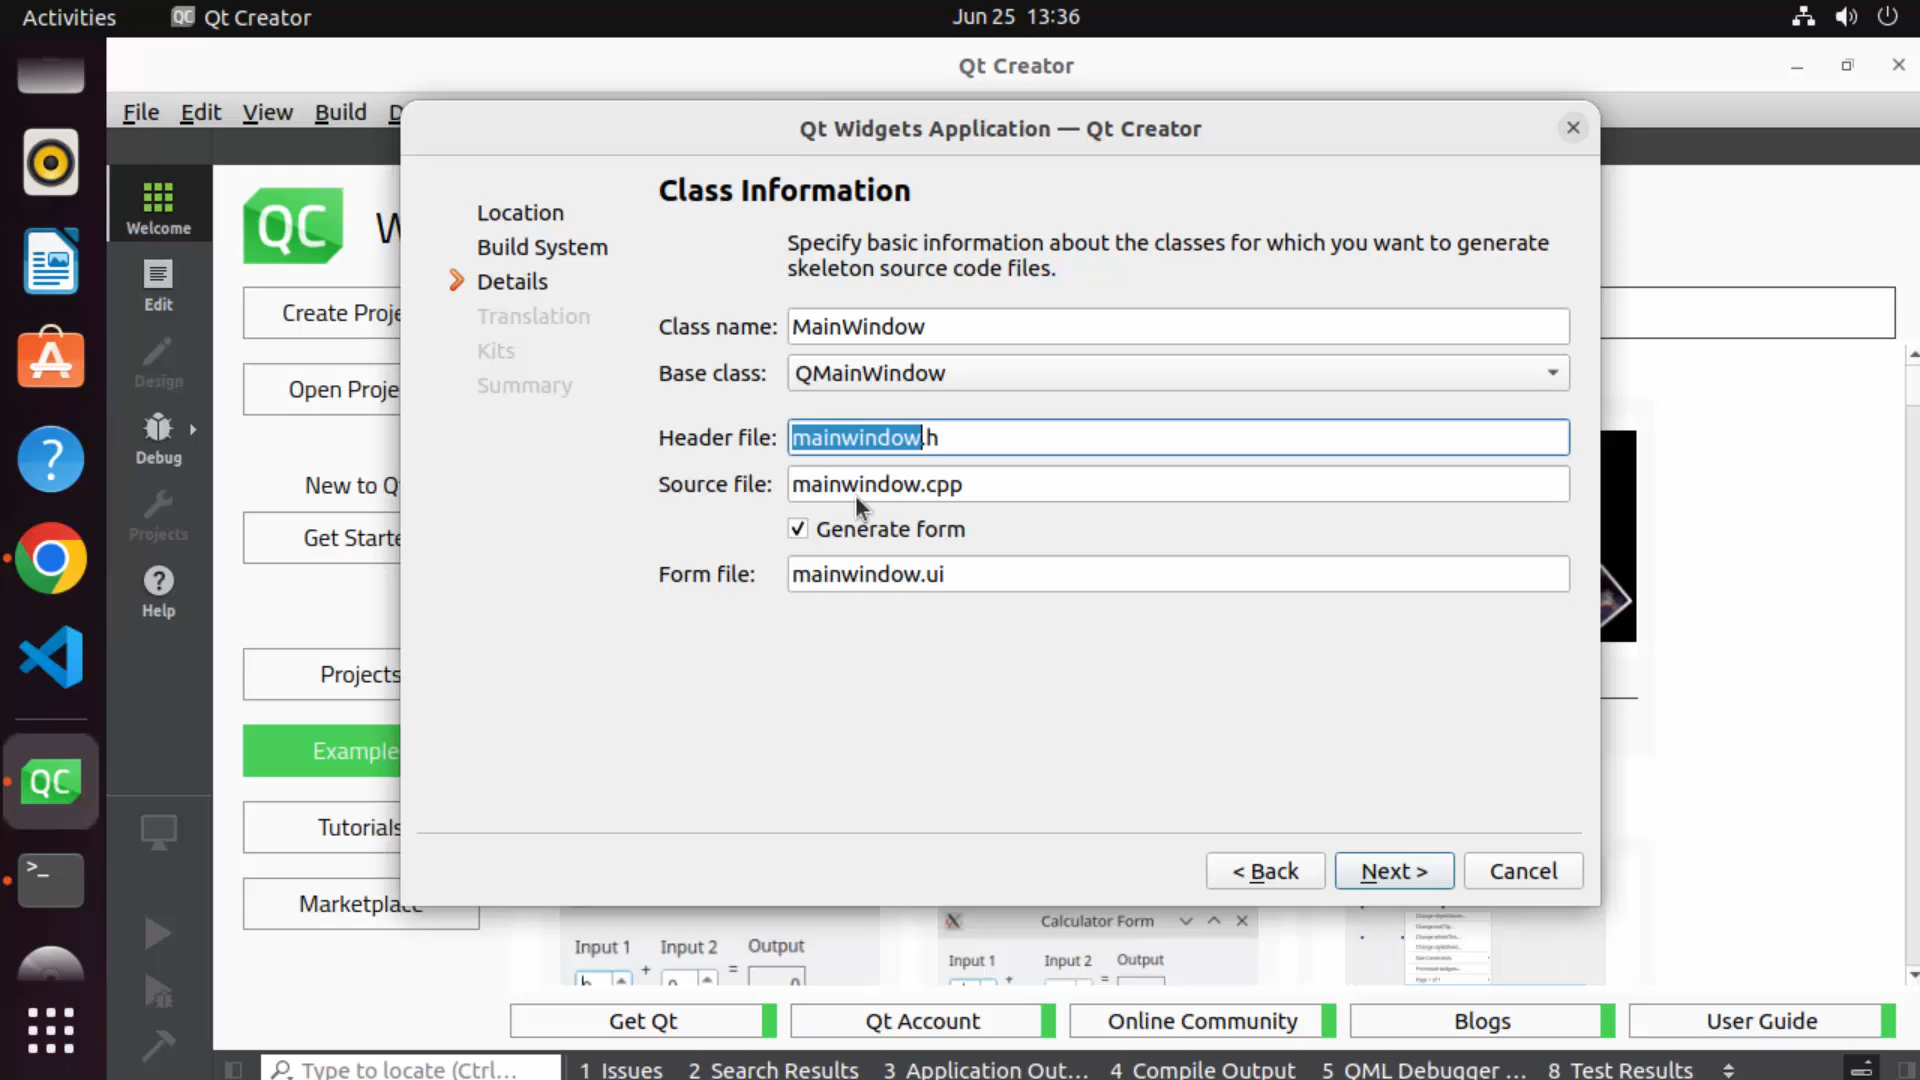 Activities
QC Qt Creator
Jun 25 13:36
Qt Creator
File Edit View Build
Qt Widgets Application — Qt Creator
Class Information
Location
Build System
Details
Translation
Kits
Summary
Specify basic information about the classes for which you want to generate
skeleton source code files.
Class name: MainWindow
Base class: QMainWindow
Header file: mainwindow.h
Source file: mainwindow.cpp
Generate form
Form file: mainwindow.ui
< Back
Next >
Cancel
Welcome
Edit
Design
Debug
Projects
Help
QC
W
Create Proje
Open Proje
New to Q
Get Starte
Projects
Example
Tutorials
Marketplace
QC
Input 1
+
Input 2
=
Output
Calculator Form
Input 1
+
Input 2
=
Output
Get Qt
Qt Account
Online Community
Blogs
User Guide
Type to locate (Ctrl...
1 Issues
2 Search Results
3 Application Out...
4 Compile Output
5 QML Debugger ...
8 Test Results